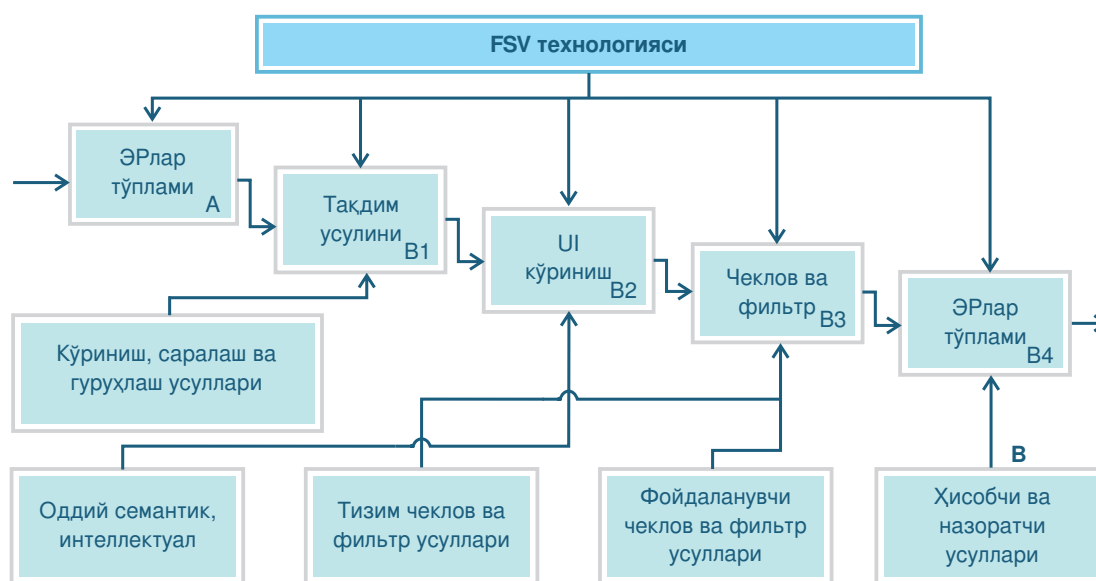 FSV технологияси
ЭРлар
тўплами
A
Тақдим
усулини
B1
UI
кўриниш
B2
Чеклов ва
фильтр
B3
ЭРлар
тўплами
B4
Кўриниш, саралаш ва
гуруҳлаш усуллари
B
Оддий семантик,
интеллектуал
Тизим чеклов ва
фильтр усуллари
Фойдаланувчи
чеклов ва фильтр
усуллари
Ҳисобчи ва
назоратчи
усуллари